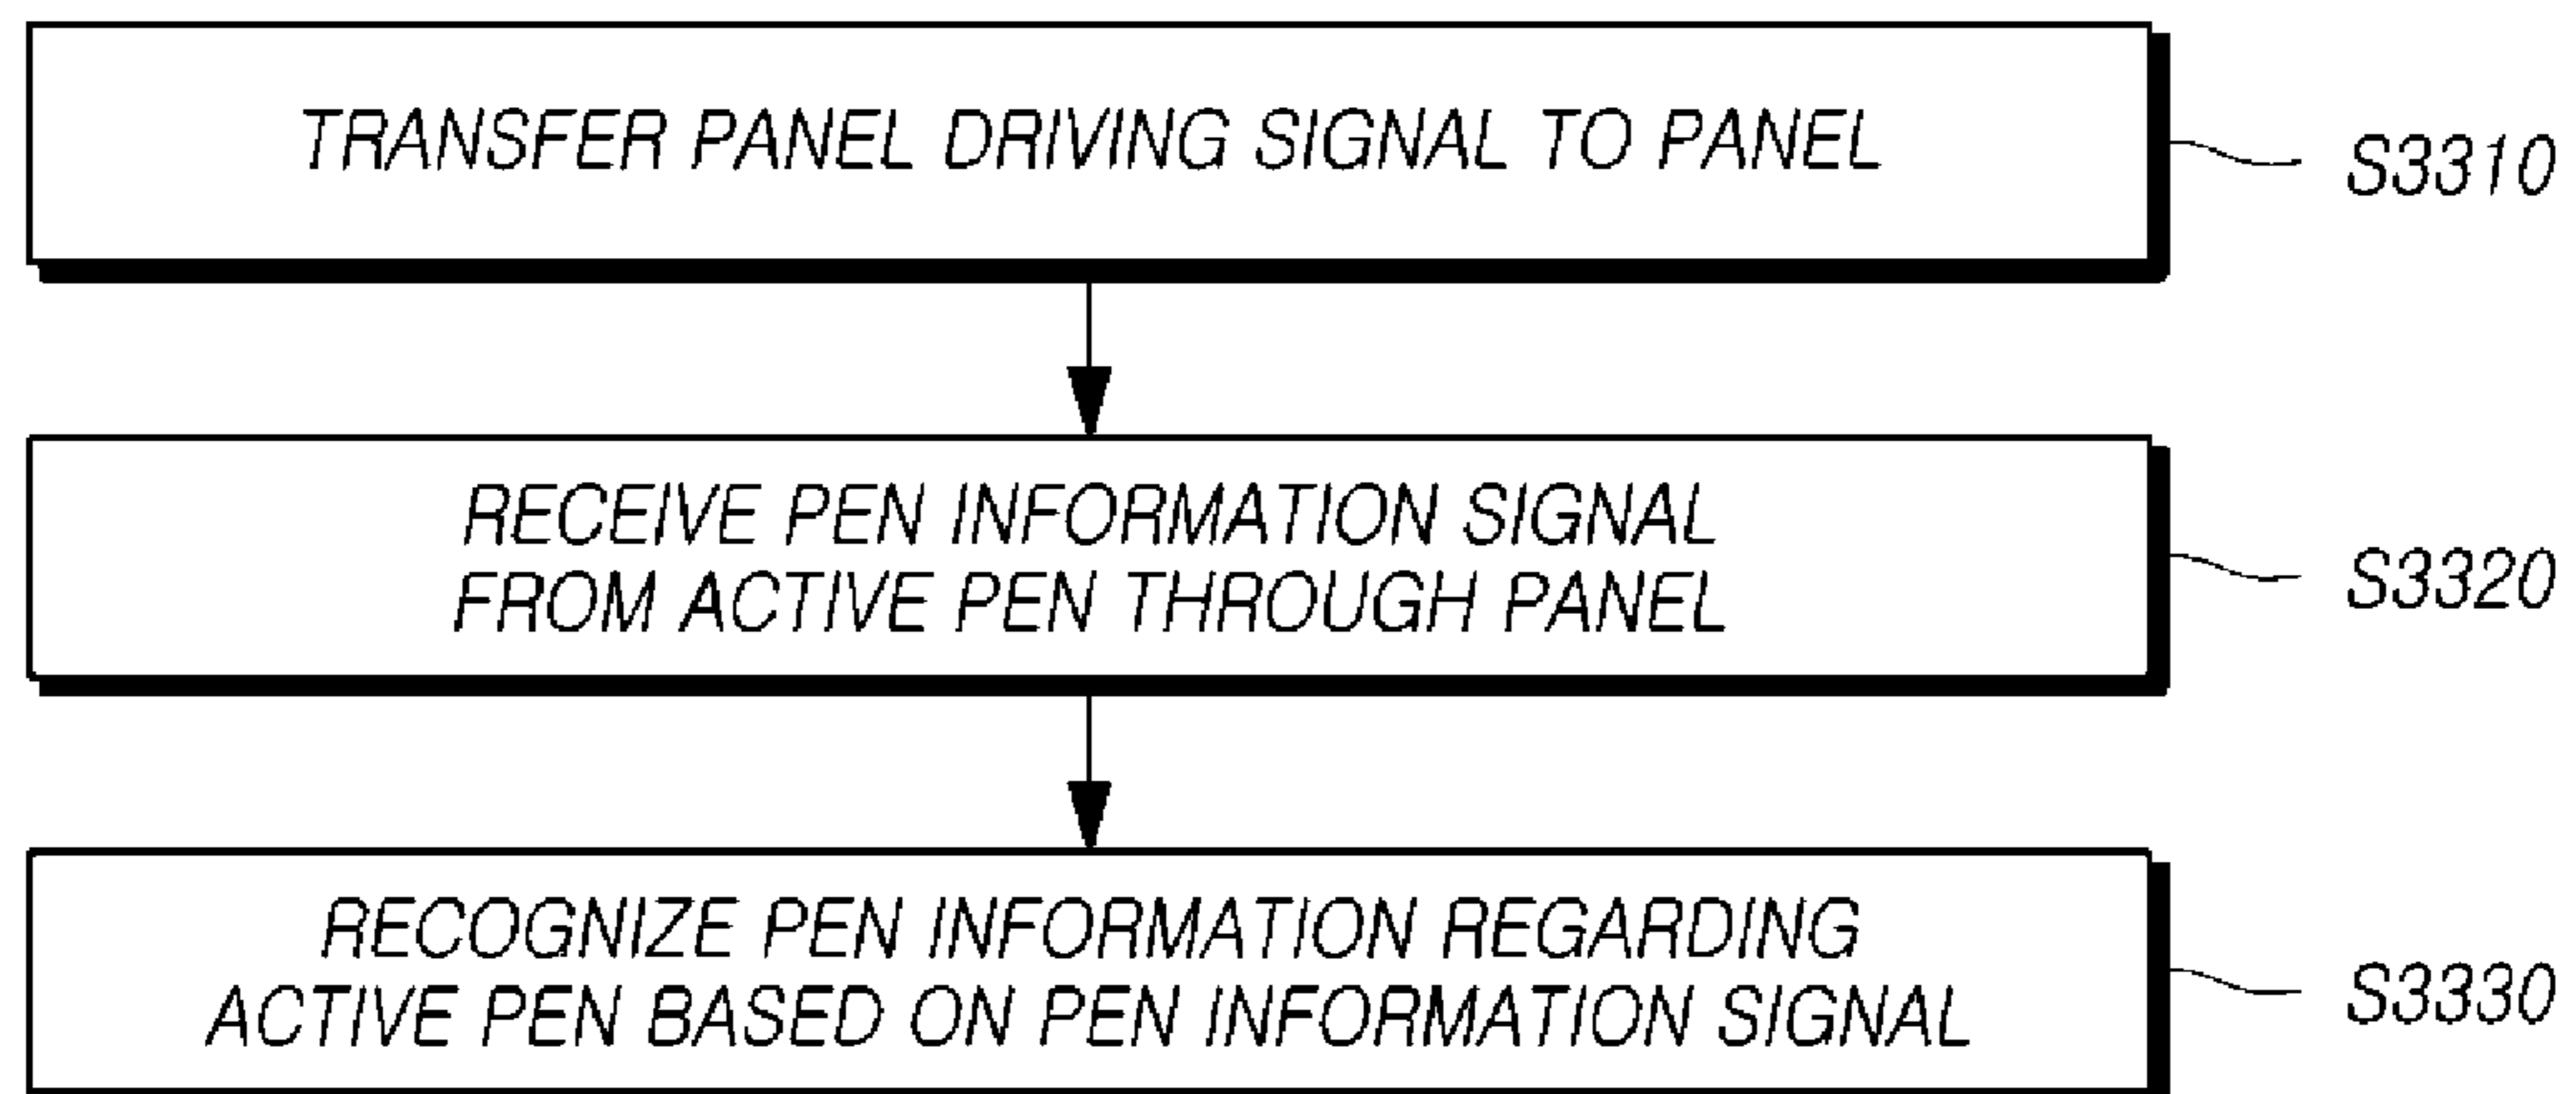 TRANSFER PANEL DRIVING SIGNAL TO PANEL
S3310
RECEIVE PEN INFORMATION SIGNAL
FROM ACTIVE PEN THROUGH PANEL
S3320
RECOGNIZE PEN INFORMATION REGARDING
ACTIVE PEN BASED ON PEN INFORMATION SIGNAL
S3330